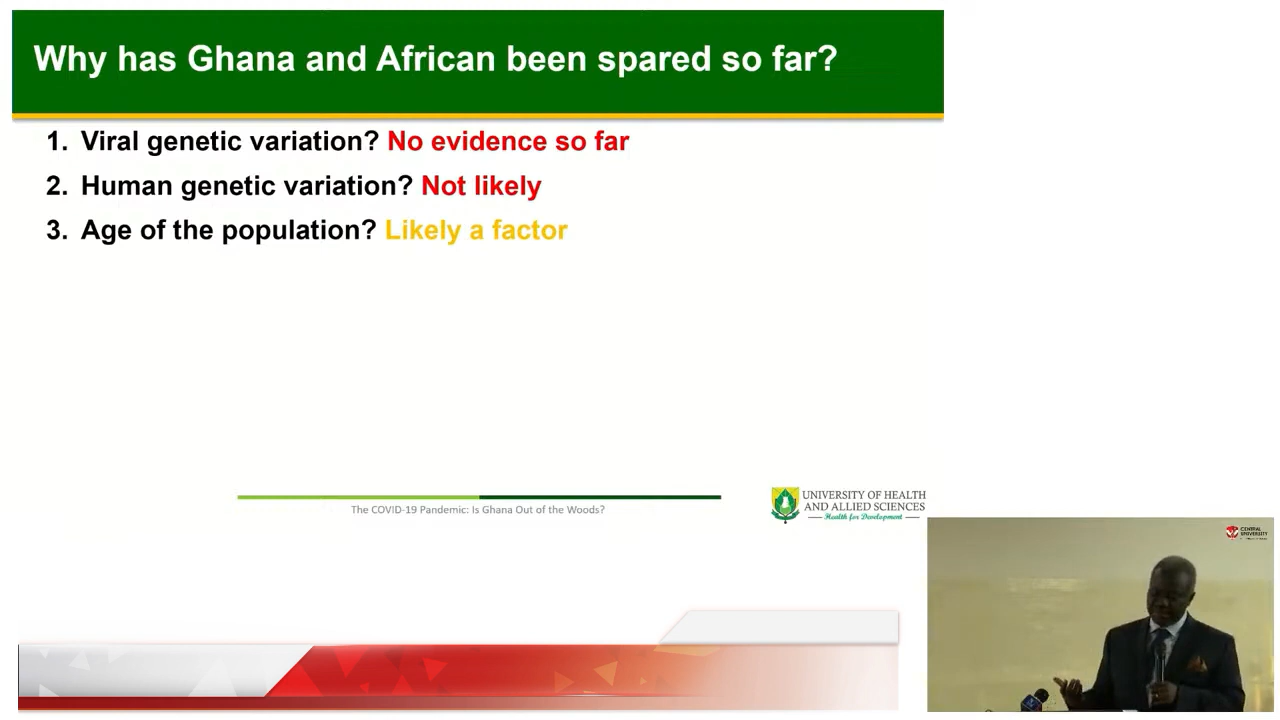 Why has Ghana and African been spared so far?
1. Viral genetic variation? No evidence so far
2. Human genetic variation? Not likely
3. Age of the population? Likely a factor
The COVID-19 Pandemic: Is Ghana Out of the Woods?
UNIVERSITY OF HEALTH
AND ALLIED SCIENCES
Health for Development
CENTRAL
UNIVERSITY